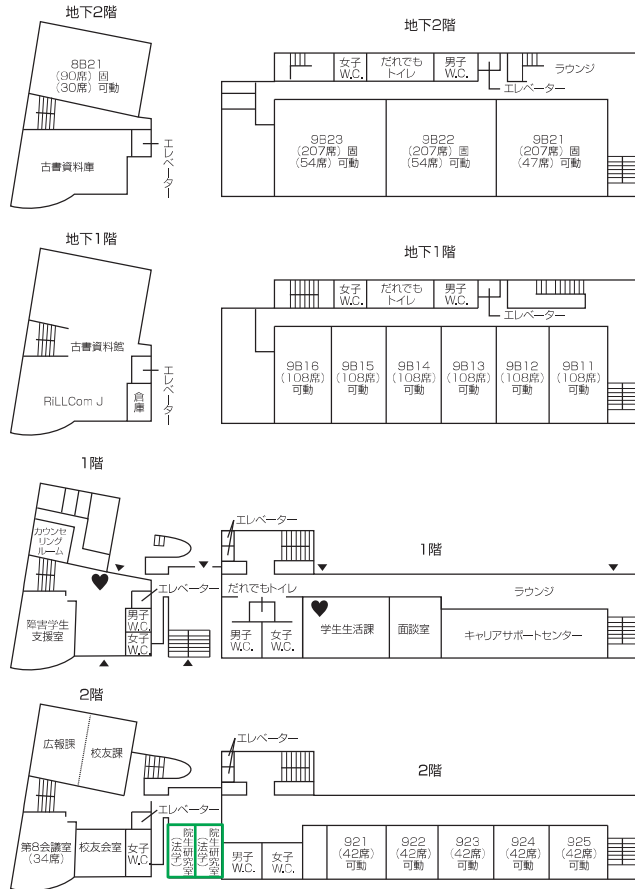 地下2階
8B21
(90席) 固
(30席) 可動
古書資料庫
エレベーター
地下2階
女子
W.C.
だれでも
トイレ
男子
W.C.
ラウンジ
エレベーター
9B23
(207席) 固
(54席) 可動
9B22
(207席) 固
(54席) 可動
9B21
(207席) 固
(47席) 可動
地下1階
古書資料館
RiLLCom J
倉庫
エレベーター
地下1階
女子
W.C.
だれでも
トイレ
男子
W.C.
エレベーター
9B16
(108席)
可動
9B15
(108席)
可動
9B14
(108席)
可動
9B13
(108席)
可動
9B12
(108席)
可動
9B11
(108席)
可動
1階
カウンセ
リング
ルーム
エレベーター
障害学生
支援室
男子
W.C.
女子
W.C.
エレベーター
1階
だれでもトイレ
ラウンジ
男子
W.C.
女子
W.C.
学生生活課
面談室
キャリアサポートセンター
2階
広報課
校友課
エレベーター
第8会議室
(34席)
校友会室
女子
W.C.
院生研究室
(法学)
院生研究室
(法学)
エレベーター
2階
男子
W.C.
女子
W.C.
921
(42席)
可動
922
(42席)
可動
923
(42席)
可動
924
(42席)
可動
925
(42席)
可動